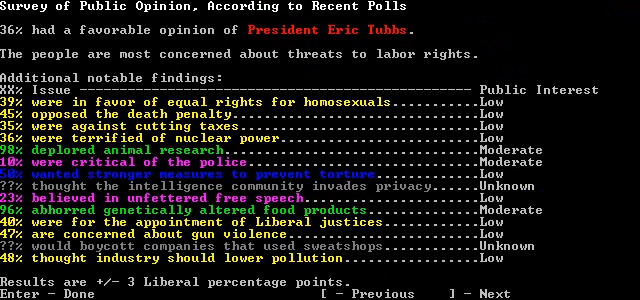 Survey of Public Opinion, According to Recent Polls
36% had a favorable opinion of President Eric Tubbs.
The people are most concerned about threats to labor rights.
Additional notable findings:
XX% Issue ------------------------------------------------- Public Interest
39% were in favor of equal rights for homosexuals...........Low
45% opposed the death penalty...............................Low
35% were against cutting taxes..............................Low
36% were terrified of nuclear power.........................Low
98% deplored animal research................................Moderate
10% were critical of the police.............................Moderate
50% wanted stronger measures to prevent torture.............Low
??% thought the intelligence community invades privacy......Unknown
23% believed in unfettered free speech......................Low
96% abhorred genetically altered food products..............Moderate
40% were for the appointment of Liberal justices............Low
47% are concerned about gun violence........................Low
??% would boycott companies that used sweatshops............Unknown
48% thought industry should lower pollution.................Low
Results are +/- 3 Liberal percentage points.
Enter - Done                            [ - Previous    ] - Next